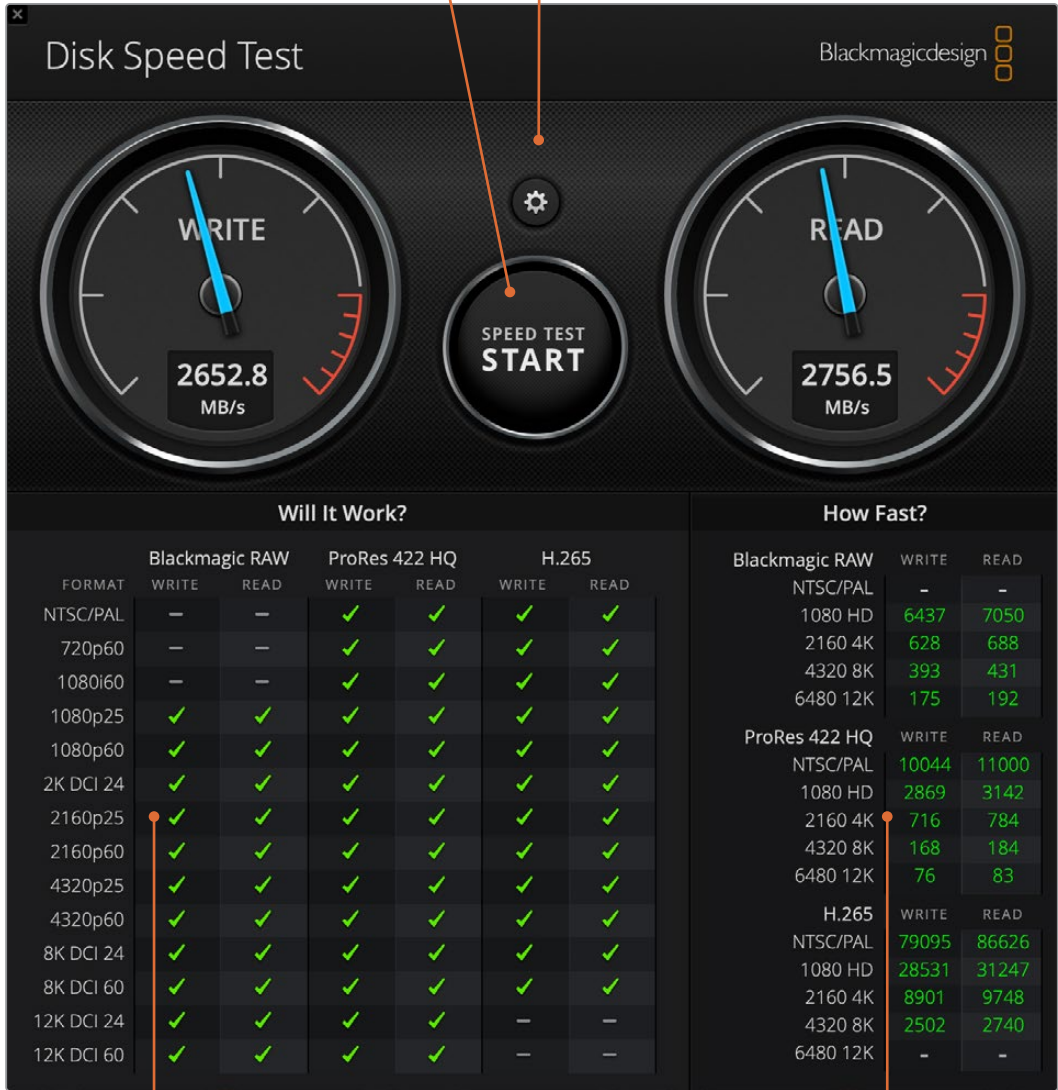 Disk Speed Test
Blackmagicdesign
WRITE
2652.8
MB/s
SPEED TEST
START
READ
2756.5
MB/s
Will It Work?
Blackmagic RAW ProRes 422 HQ H.265
FORMAT WRITE READ WRITE READ WRITE READ
NTSC/PAL – – ✓ ✓ ✓ ✓
720p60 – – ✓ ✓ ✓ ✓
1080i60 – – ✓ ✓ ✓ ✓
1080p25 ✓ ✓ ✓ ✓ ✓ ✓
1080p60 ✓ ✓ ✓ ✓ ✓ ✓
2K DCI 24 ✓ ✓ ✓ ✓ ✓ ✓
2160p25 ✓ ✓ ✓ ✓ ✓ ✓
2160p60 ✓ ✓ ✓ ✓ ✓ ✓
4320p25 ✓ ✓ ✓ ✓ ✓ ✓
4320p60 ✓ ✓ ✓ ✓ ✓ ✓
8K DCI 24 ✓ ✓ ✓ ✓ ✓ ✓
8K DCI 60 ✓ ✓ ✓ ✓ ✓ ✓
12K DCI 24 ✓ ✓ ✓ ✓ – –
12K DCI 60 ✓ ✓ ✓ ✓ – –
How Fast?
Blackmagic RAW WRITE READ
NTSC/PAL - -
1080 HD 6437 7050
2160 4K 628 688
4320 8K 393 431
6480 12K 175 192
ProRes 422 HQ WRITE READ
NTSC/PAL 10044 11000
1080 HD 2869 3142
2160 4K 716 784
4320 8K 168 184
6480 12K 76 83
H.265 WRITE READ
NTSC/PAL 79095 86626
1080 HD 28531 31247
2160 4K 8901 9748
4320 8K 2502 2740
6480 12K - -